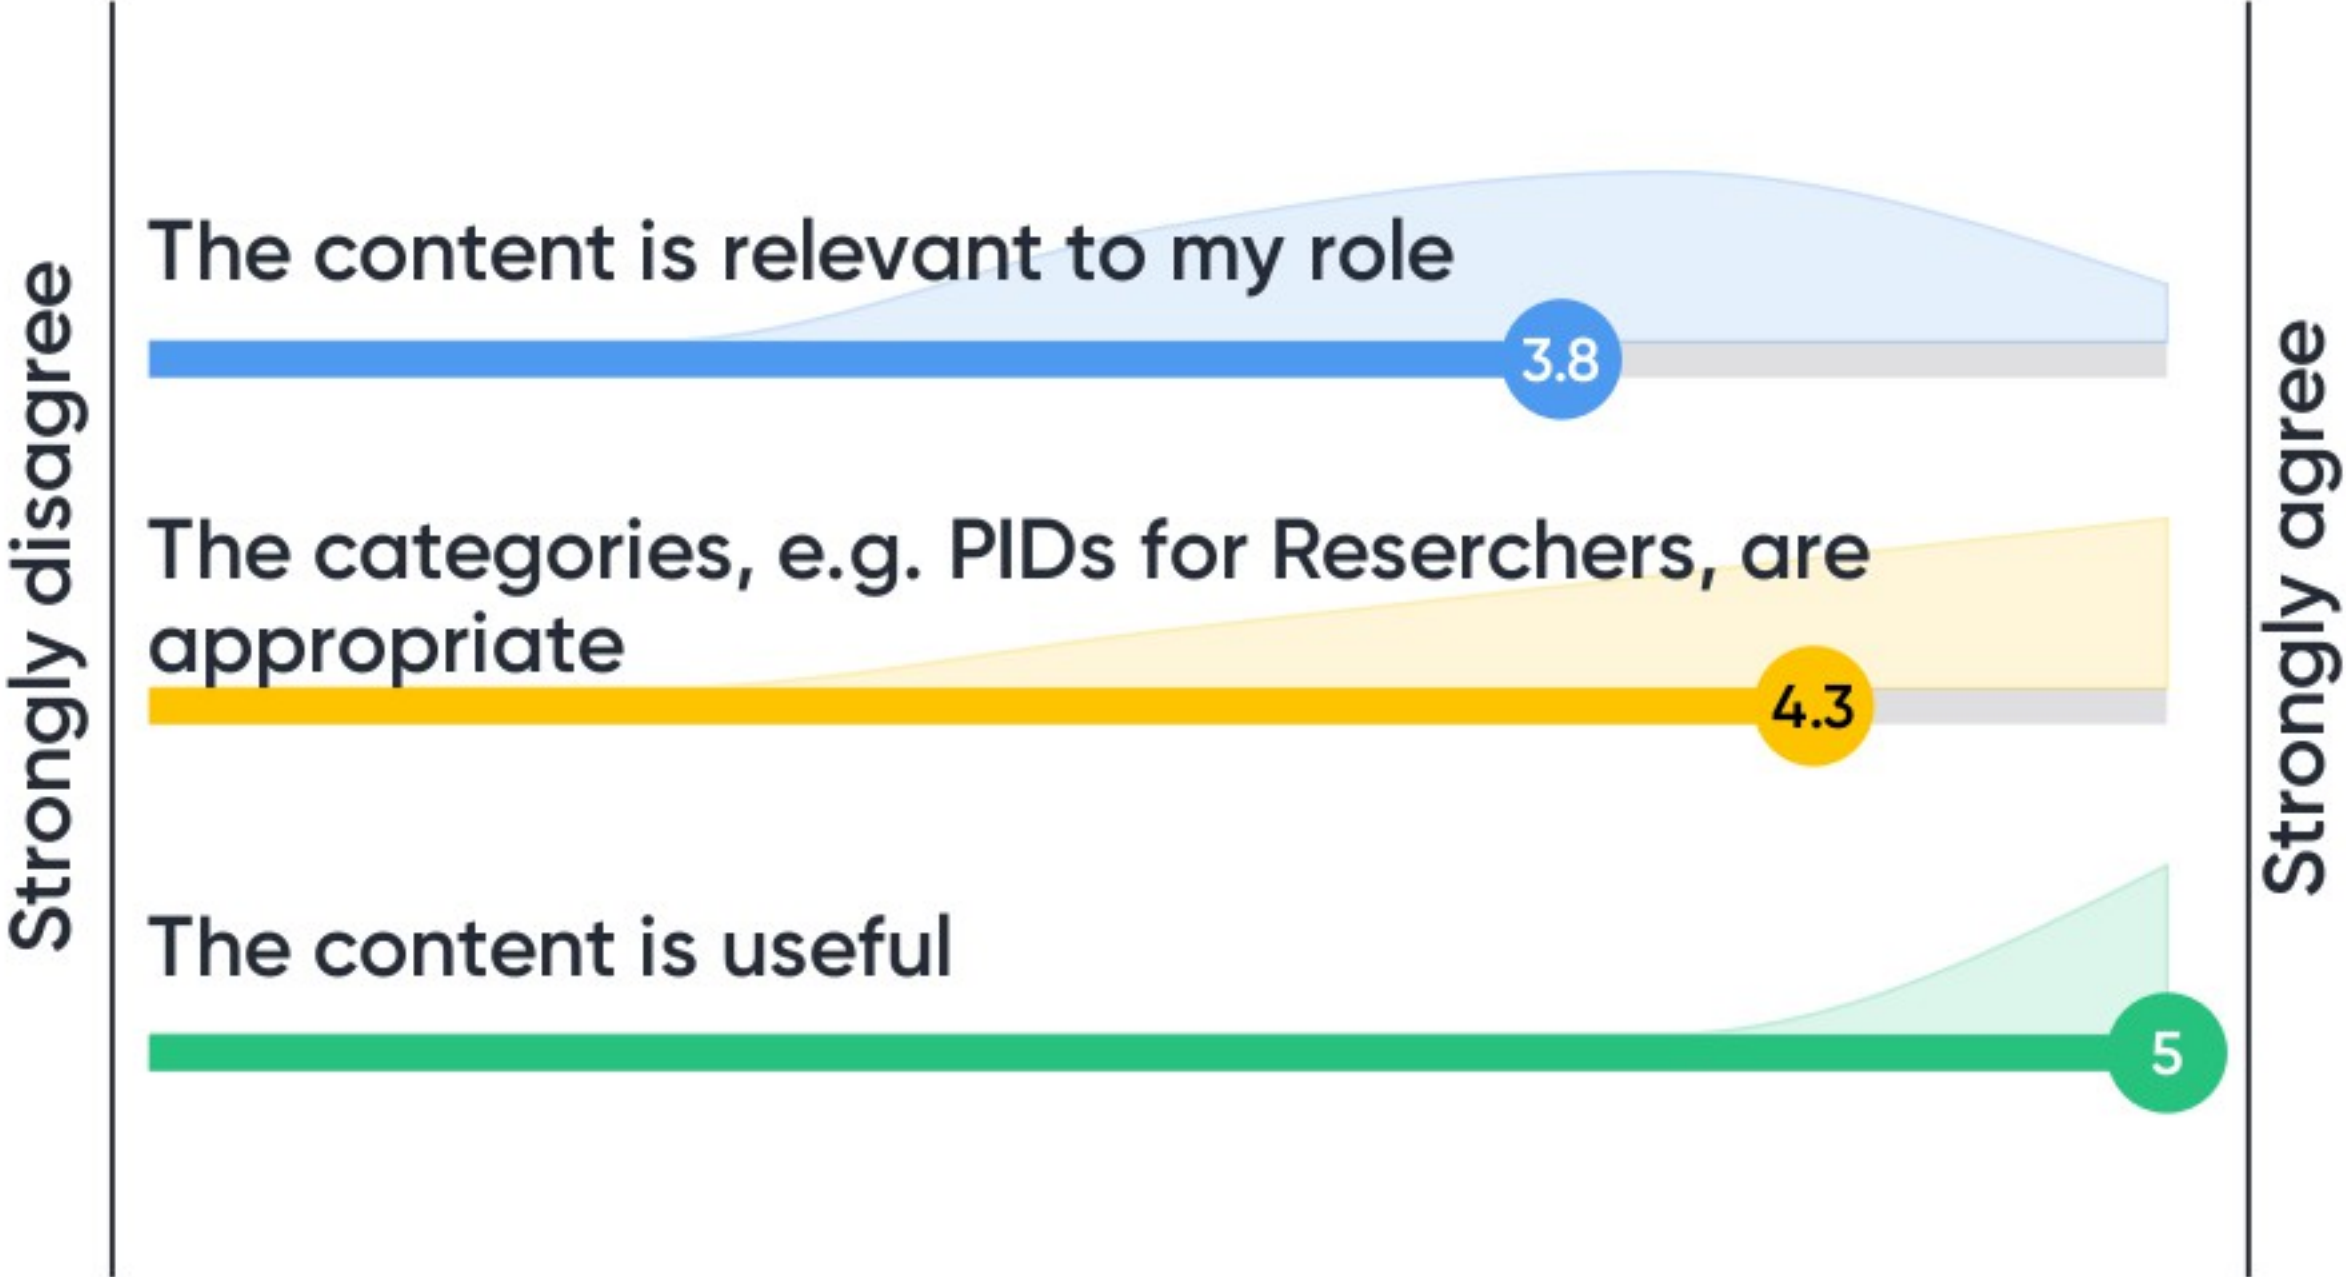 Strongly disagree
The content is relevant to my role
3.8
The categories, e.g. PIDs for Reserchers, are
appropriate
4.3
The content is useful
5
Strongly agree